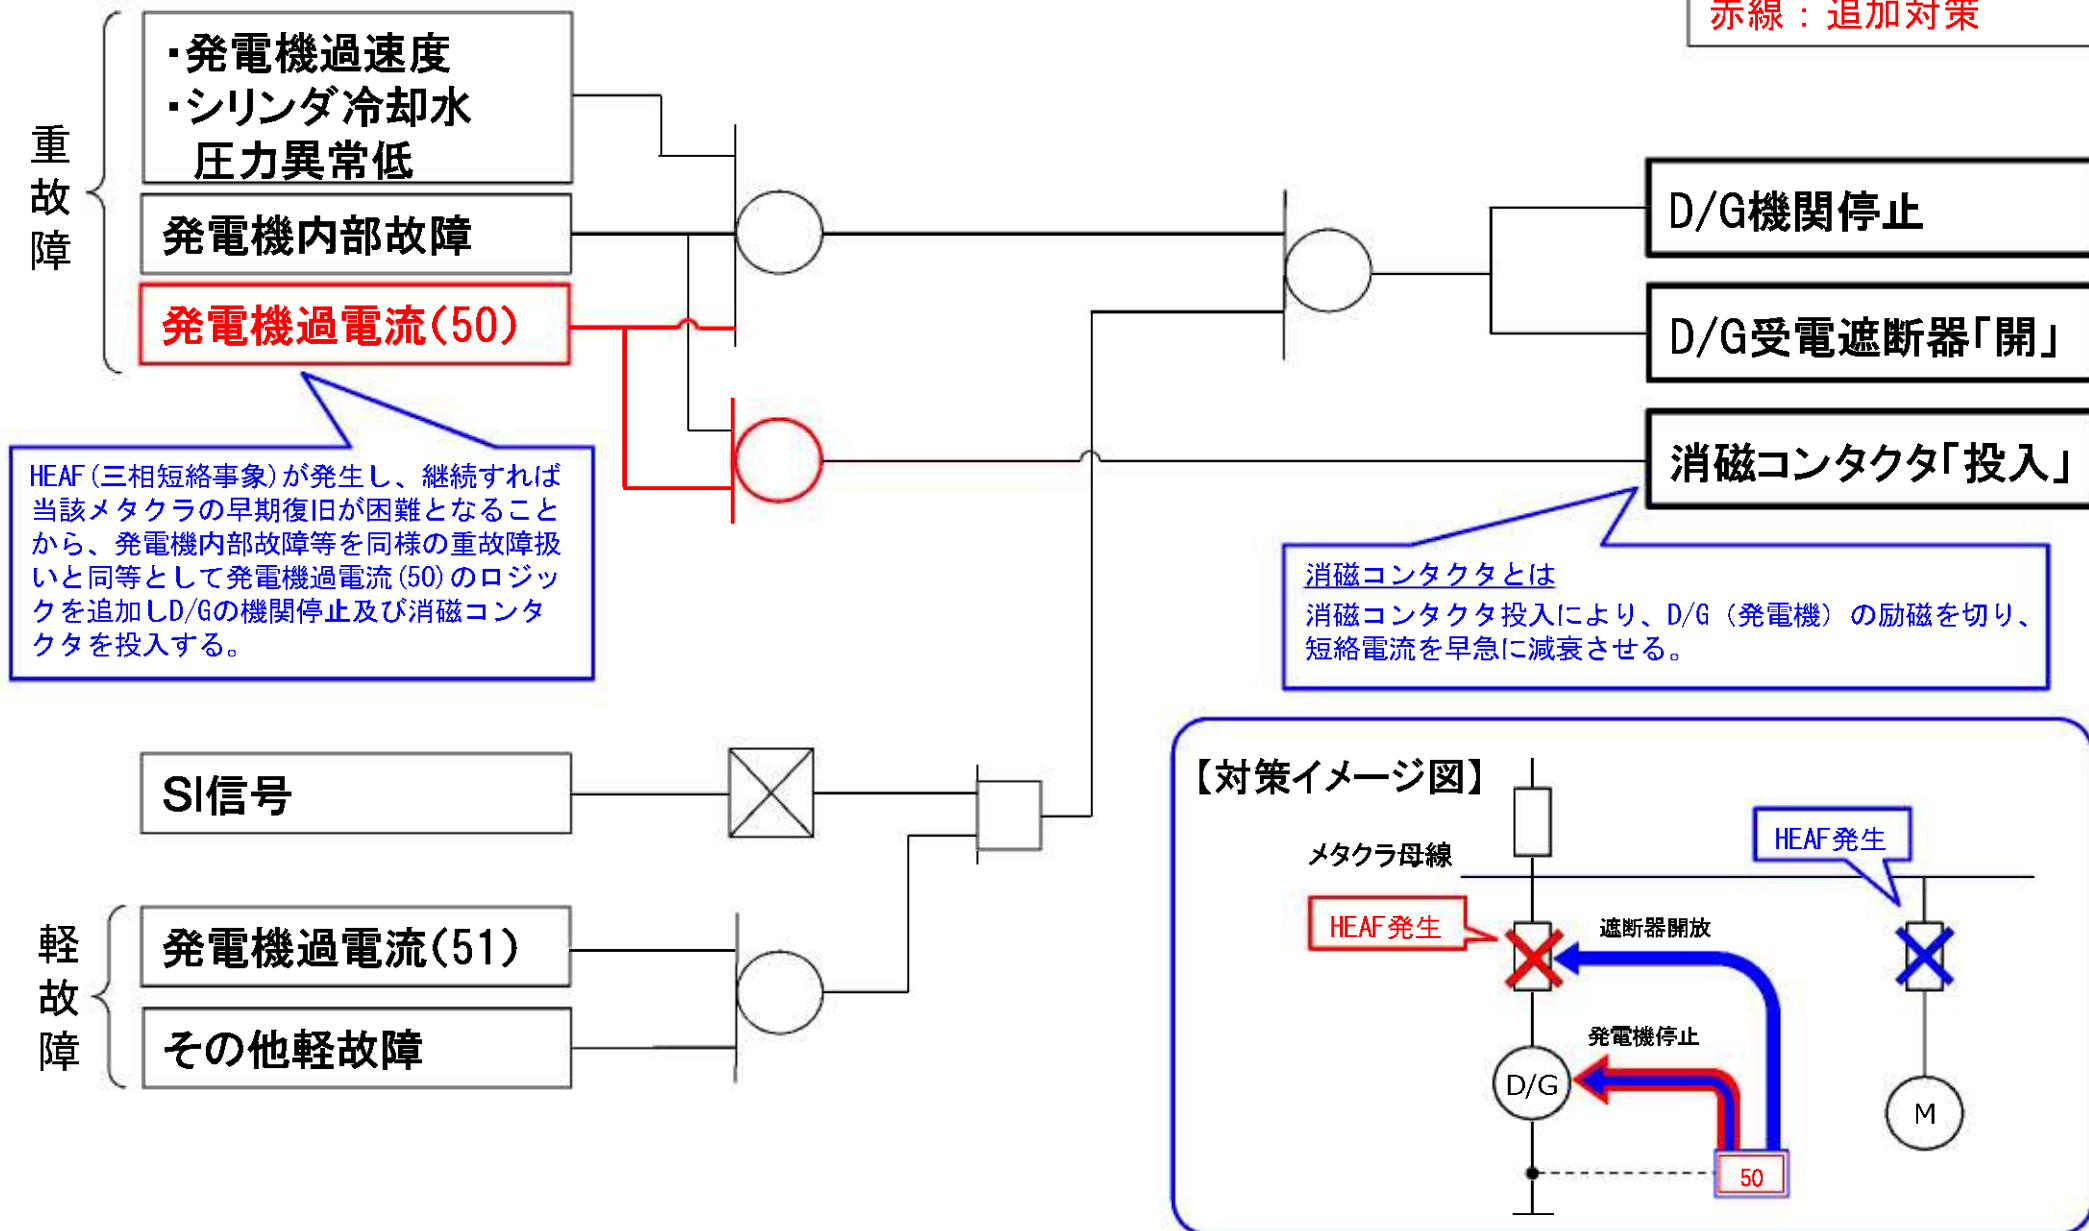 赤線：追加対策
重故障
・発電機過速度
・シリンダ冷却水
圧力異常低
発電機内部故障
発電機過電流(50)
D/G機関停止
D/G受電遮断器「開」
消磁コンタクタ「投入」
HEAF(三相短絡事象)が発生し、継続すれば
当該メタクラの早期復旧が困難となること
から、発電機内部故障等を同様の重故障扱
いと同等として発電機過電流(50)のロジッ
クを追加しD/Gの機関停止及び消磁コンタ
クタを投入する。
消磁コンタクタとは
消磁コンタクタ投入により、D/G（発電機）の励磁を切り、
短絡電流を早急に減衰させる。
SI信号
軽故障
発電機過電流(51)
その他軽故障
【対策イメージ図】
メタクラ母線
HEAF発生
HEAF発生
遮断器開放
発電機停止
D/G
M
50